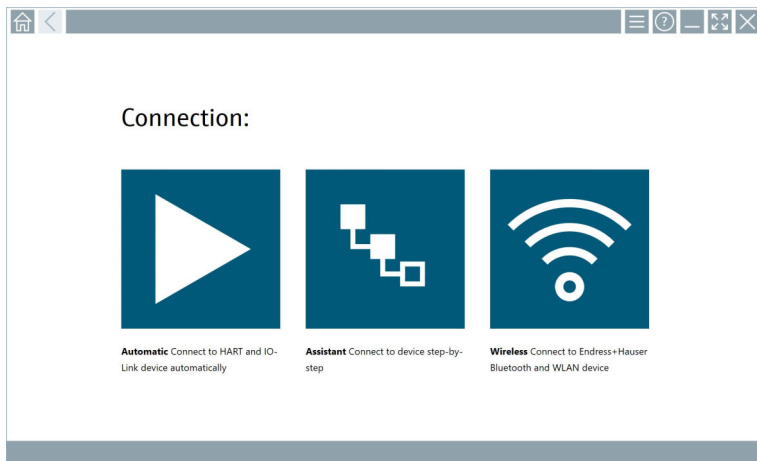 Connection:
Automatic Connect to HART and IO-
Link device automatically
Assistant Connect to device step-by-
step
Wireless Connect to Endress+Hauser
Bluetooth and WLAN device